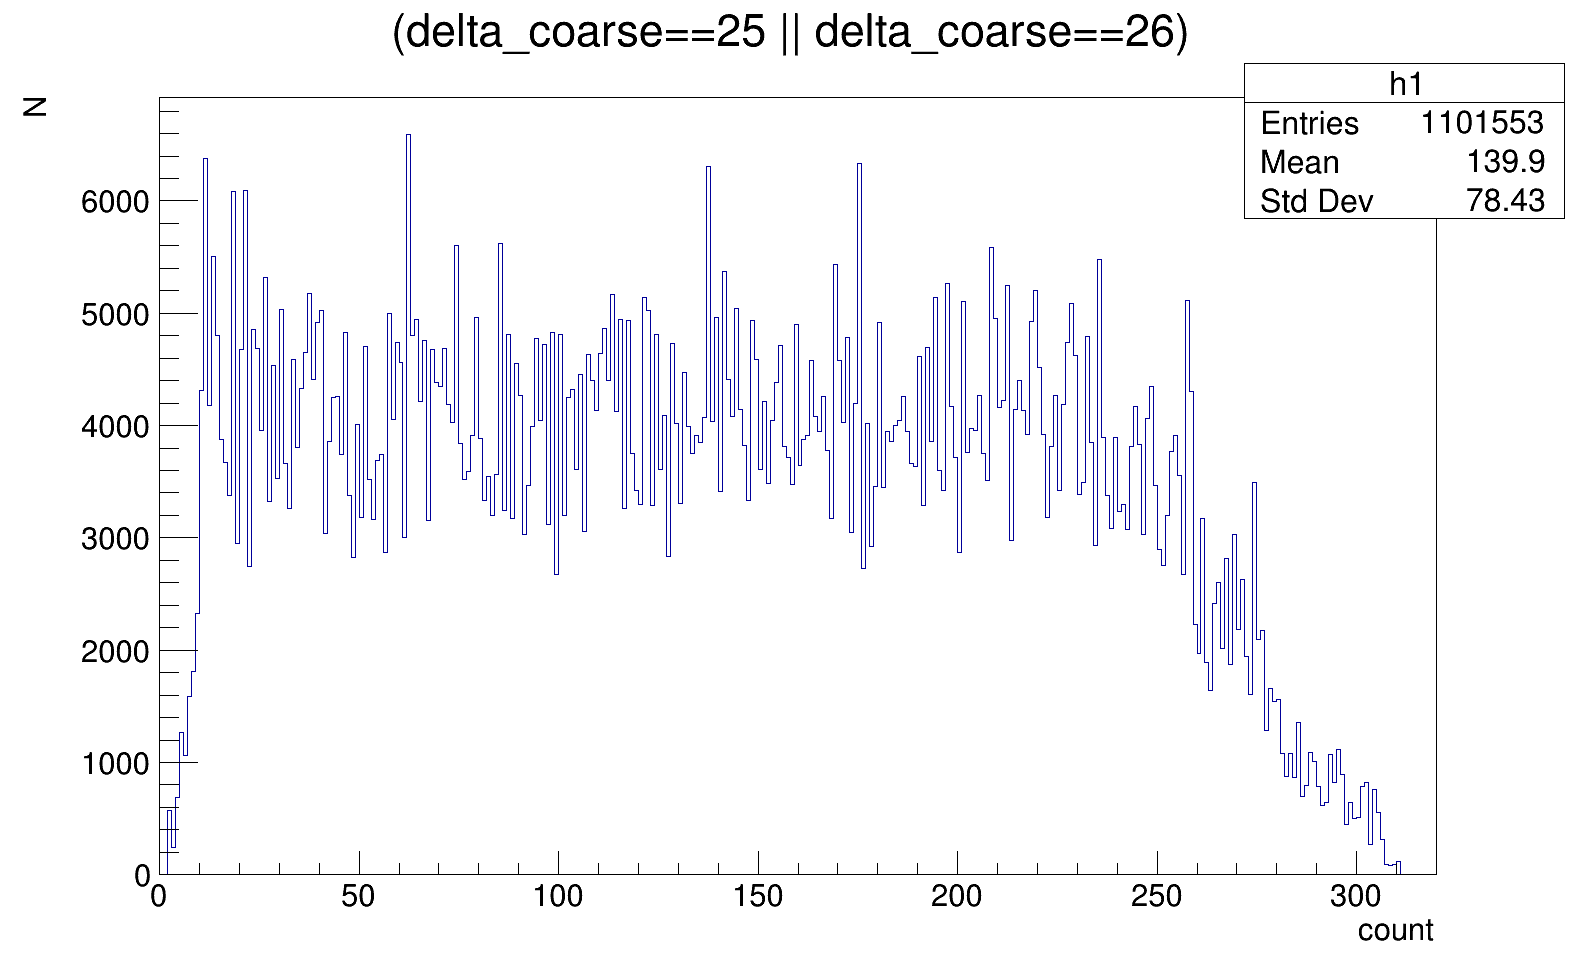 (delta_coarse==25 || delta_coarse==26)
h1
Entries 1101553
Mean 139.9
Std Dev 78.43
N
6000
5000
4000
3000
2000
1000
0
0 50 100 150 200 250 300
count